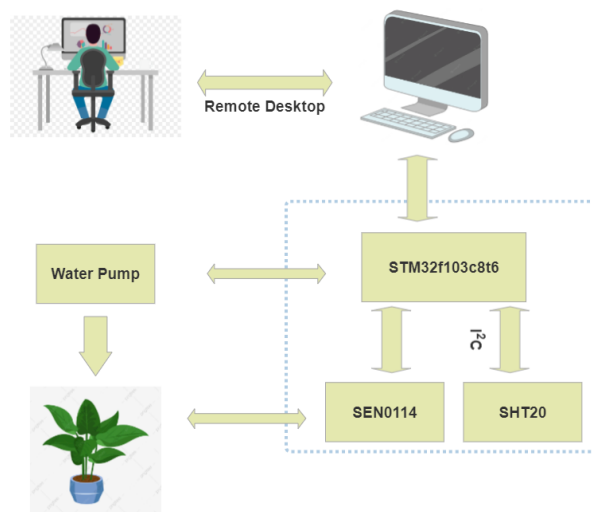 Remote Desktop
Water Pump
STM32f103c8t6
I²C
SEN0114
SHT20